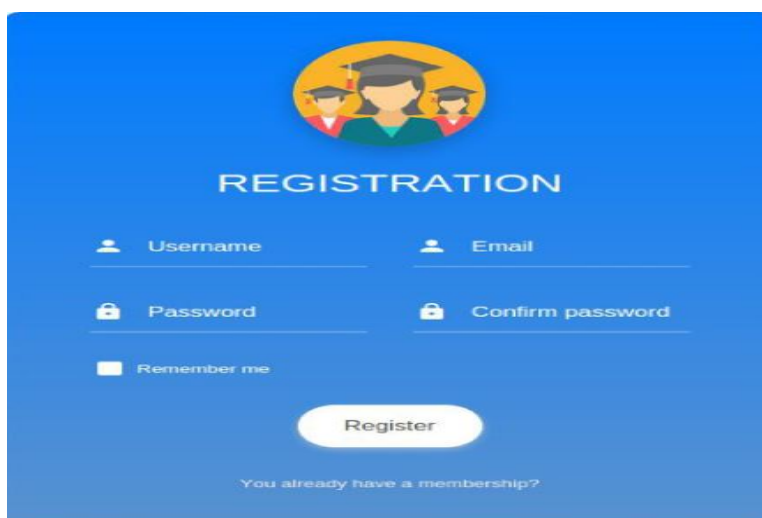 REGISTRATION
Username Email
Password Confirm password
Remember me
Register
You already have a membership?